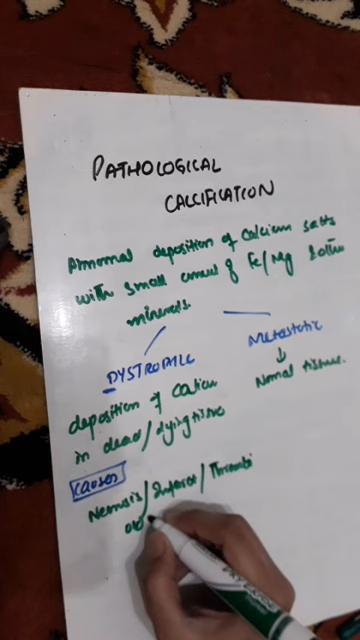 PATHOLOGICAL
CALCIFICATION
Abnormal deposition of calcium salts
with small amount of Fe/Mg & other
minerals.
DYSTROPHIC
Metastatic
↓
Normal tissue.
deposition of calcium
in dead/dying tissue
causes
Necrosis/Infarct/Thrombi